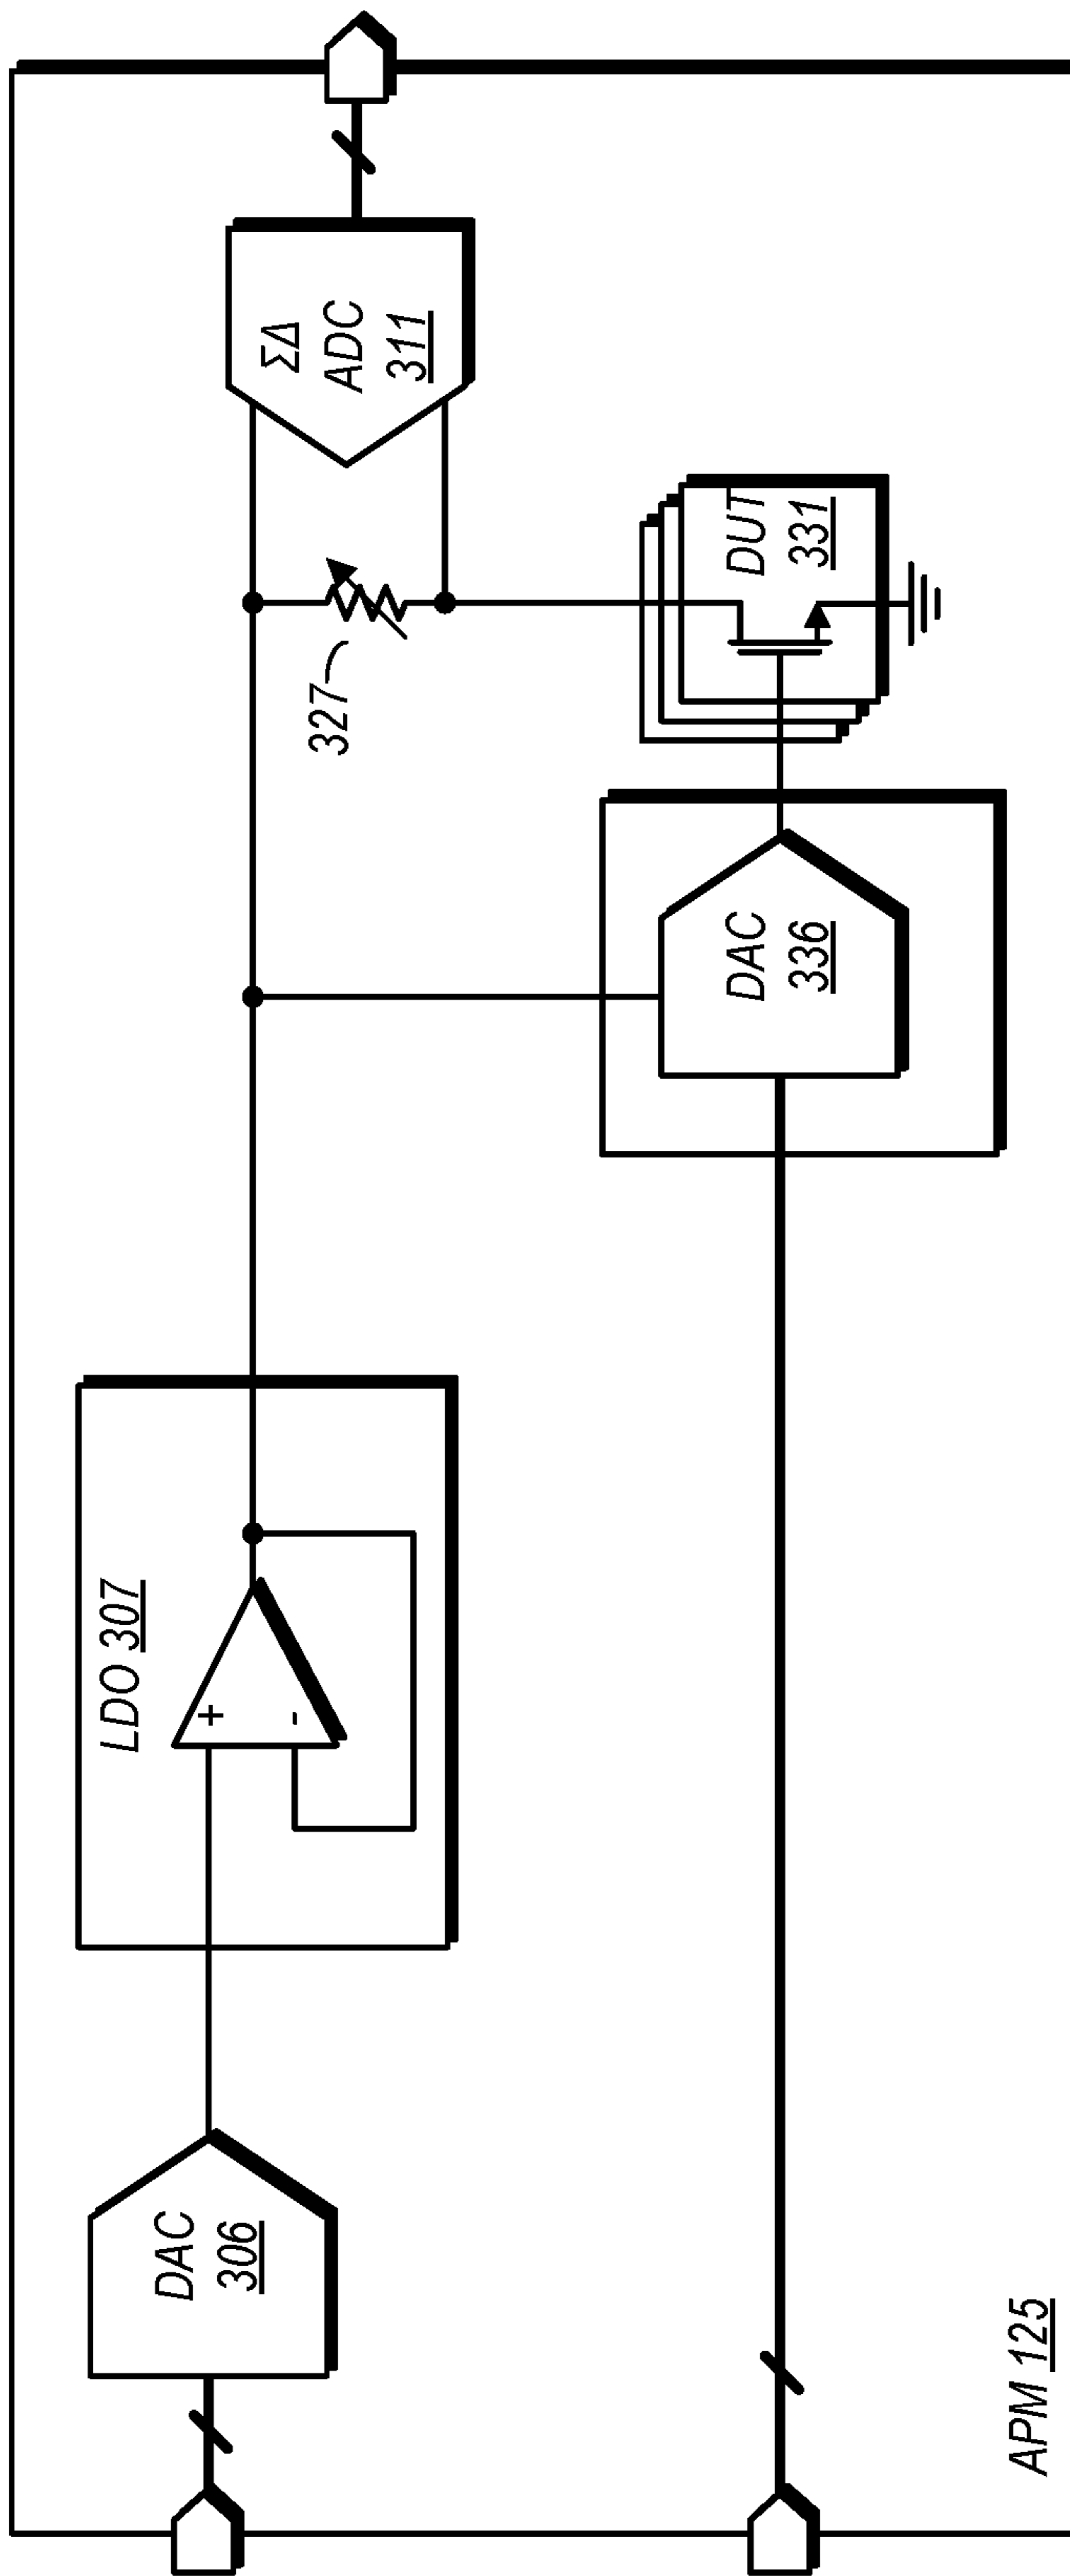 DAC
306
LDO 307
+
-
327
ΣΔ
ADC
311
DAC
336
DUT
331
APM 125